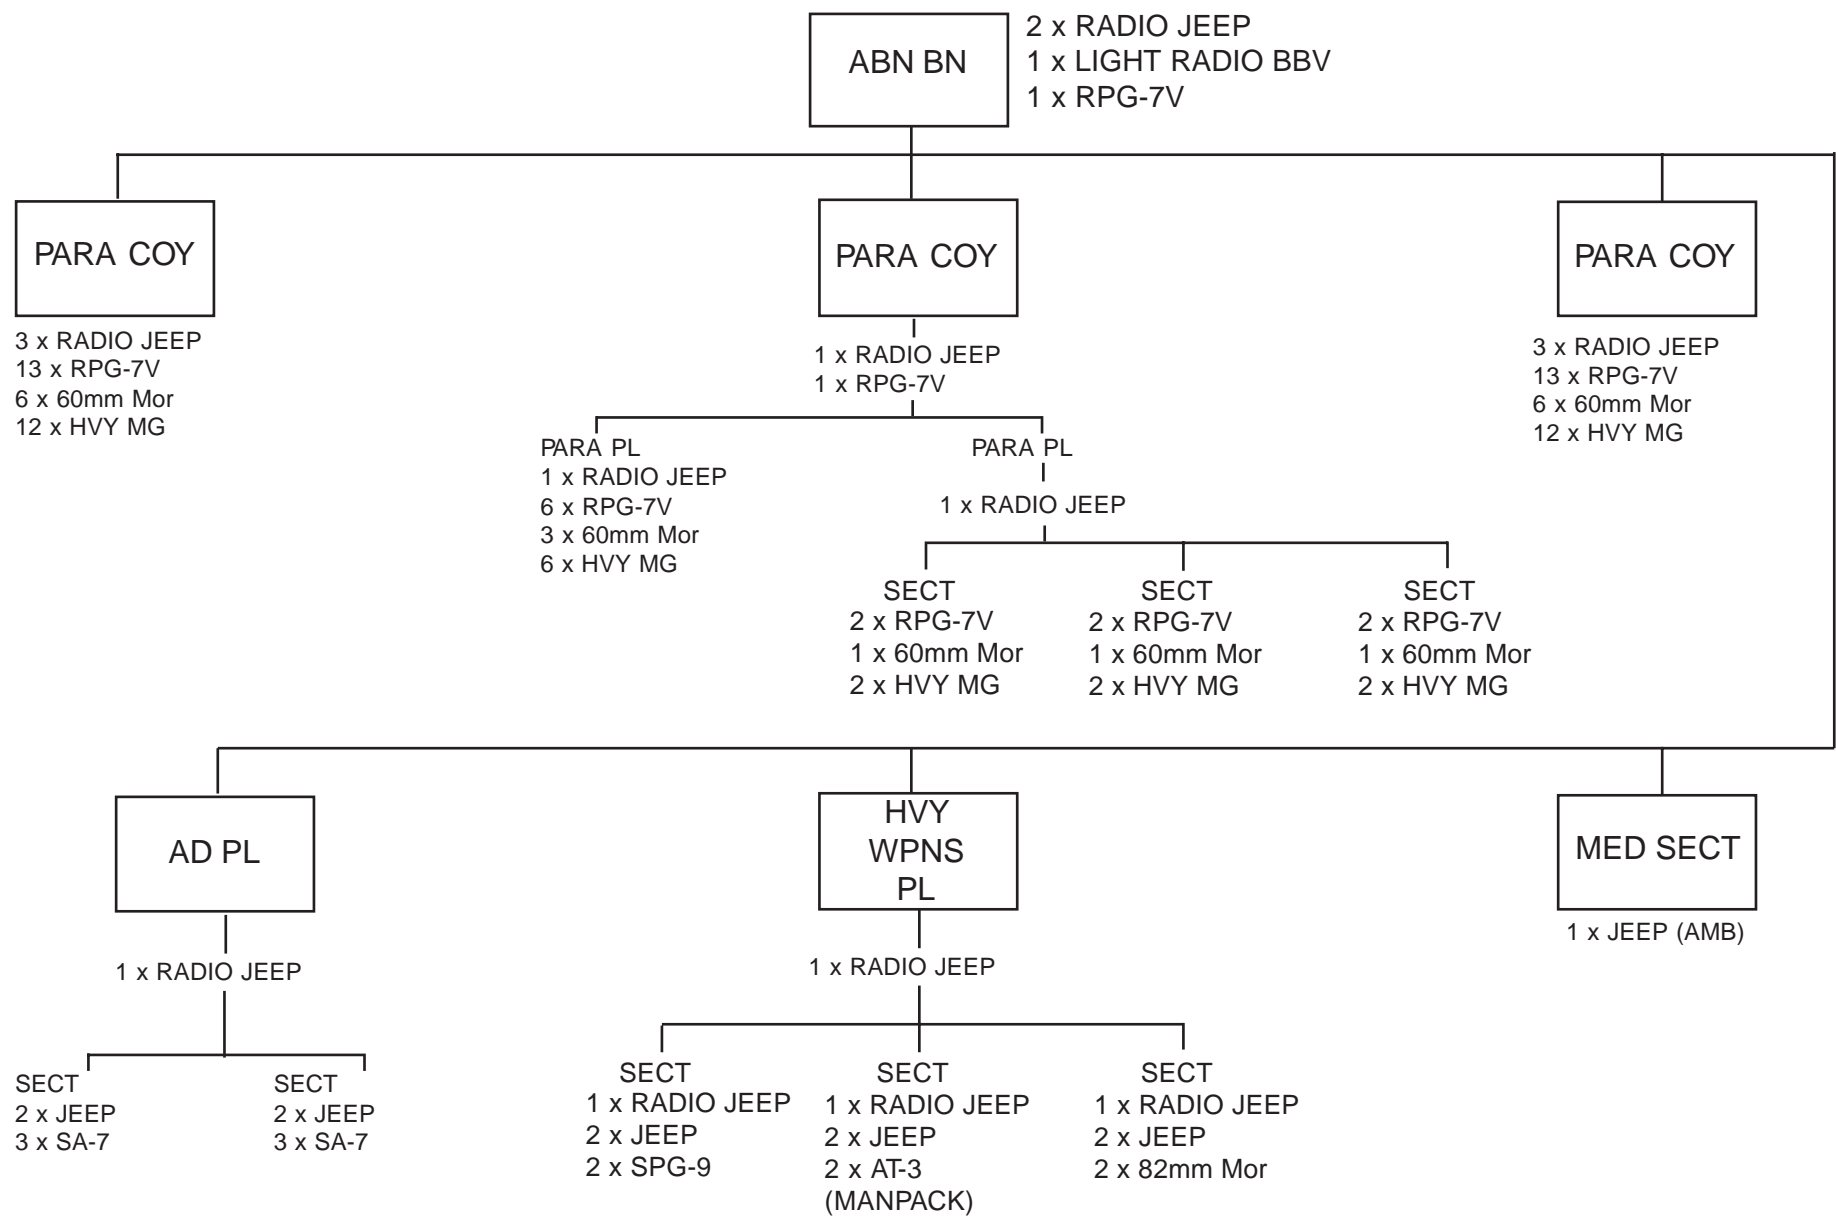 ABN BN
2 x RADIO JEEP
1 x LIGHT RADIO BBV
1 x RPG-7V
PARA COY
3 x RADIO JEEP
13 x RPG-7V
6 x 60mm Mor
12 x HVY MG
PARA COY
1 x RADIO JEEP
1 x RPG-7V
PARA PL
1 x RADIO JEEP
6 x RPG-7V
3 x 60mm Mor
6 x HVY MG
PARA PL
1 x RADIO JEEP
SECT
2 x RPG-7V
1 x 60mm Mor
2 x HVY MG
SECT
2 x RPG-7V
1 x 60mm Mor
2 x HVY MG
SECT
2 x RPG-7V
1 x 60mm Mor
2 x HVY MG
PARA COY
3 x RADIO JEEP
13 x RPG-7V
6 x 60mm Mor
12 x HVY MG
AD PL
1 x RADIO JEEP
SECT
2 x JEEP
3 x SA-7
SECT
2 x JEEP
3 x SA-7
HVY
WPNS
PL
1 x RADIO JEEP
SECT
1 x RADIO JEEP
2 x JEEP
2 x SPG-9
SECT
1 x RADIO JEEP
2 x JEEP
2 x AT-3
(MANPACK)
SECT
1 x RADIO JEEP
2 x JEEP
2 x 82mm Mor
MED SECT
1 x JEEP (AMB)